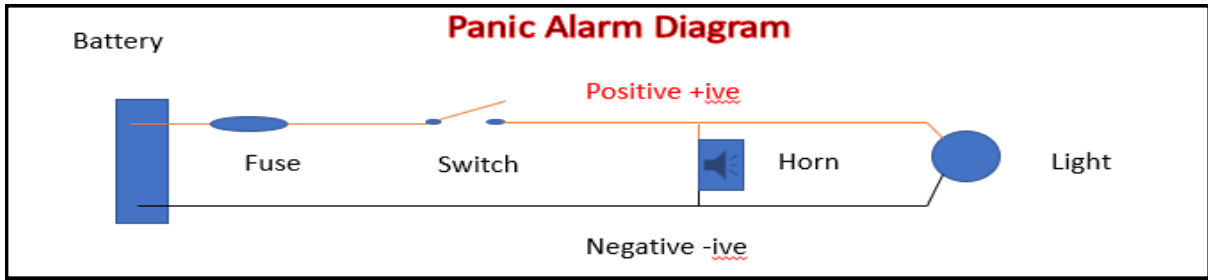 Panic Alarm Diagram
Battery
Positive +ive
Fuse
Switch
Horn
Light
Negative -ive